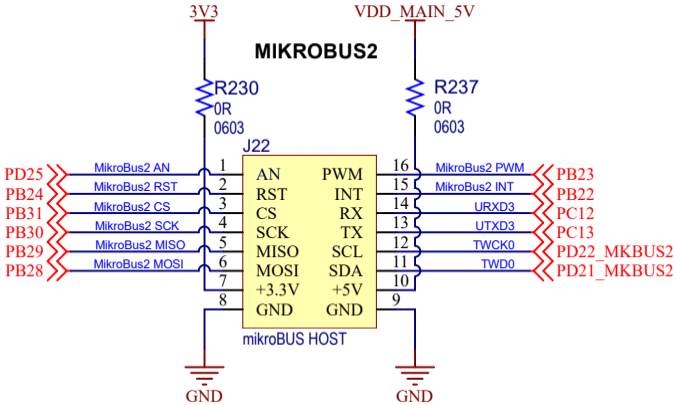 3V3 VDD_MAIN_5V
MIKROBUS2
R230 R237
0R 0R
0603 0603
J22
PD25 MikroBus2 AN 1 AN PWM 16 MikroBus2 PWM PB23
PB24 MikroBus2 RST 2 RST INT 15 MikroBus2 INT PB22
PB31 MikroBus2 CS 3 CS RX 14 URXD3 PC12
PB30 MikroBus2 SCK 4 SCK TX 13 UTXD3 PC13
PB29 MikroBus2 MISO 5 MISO SCL 12 TWCK0 PD22_MKBUS2
PB28 MikroBus2 MOSI 6 MOSI SDA 11 TWD0 PD21_MKBUS2
7 +3.3V +5V 10
8 GND GND 9
mikroBUS HOST
GND GND